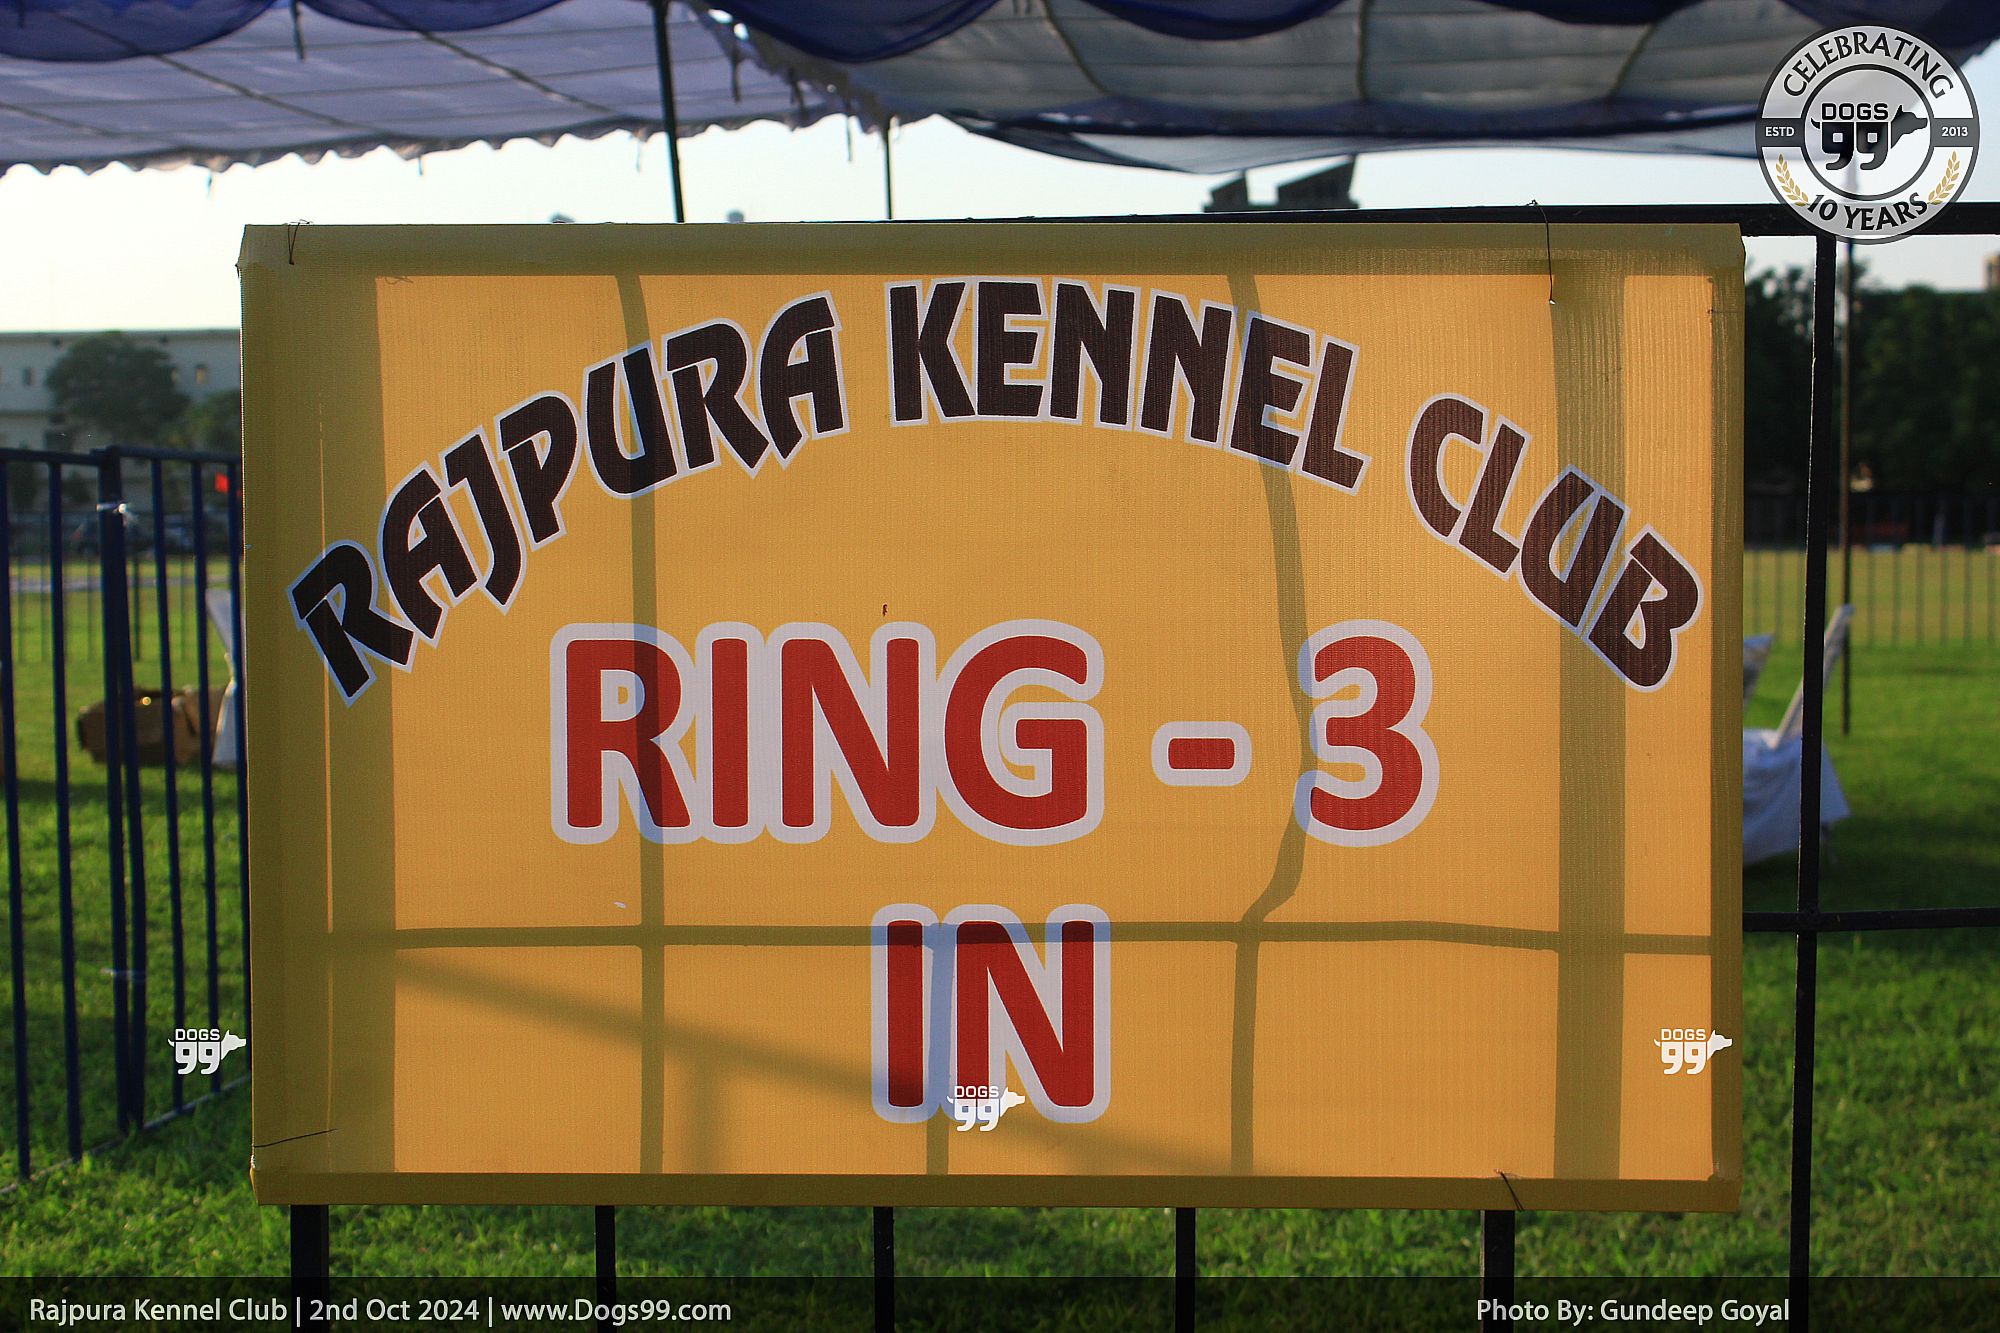 CELEBRATING
DOGS
ESTD 99 2013
10 YEARS
RAJPURA KENNEL CLUB
RING - 3
IN
DOGS
99
DOGS
99
DOGS
99
Rajpura Kennel Club | 2nd Oct 2024 | www.Dogs99.com
Photo By: Gundeep Goyal